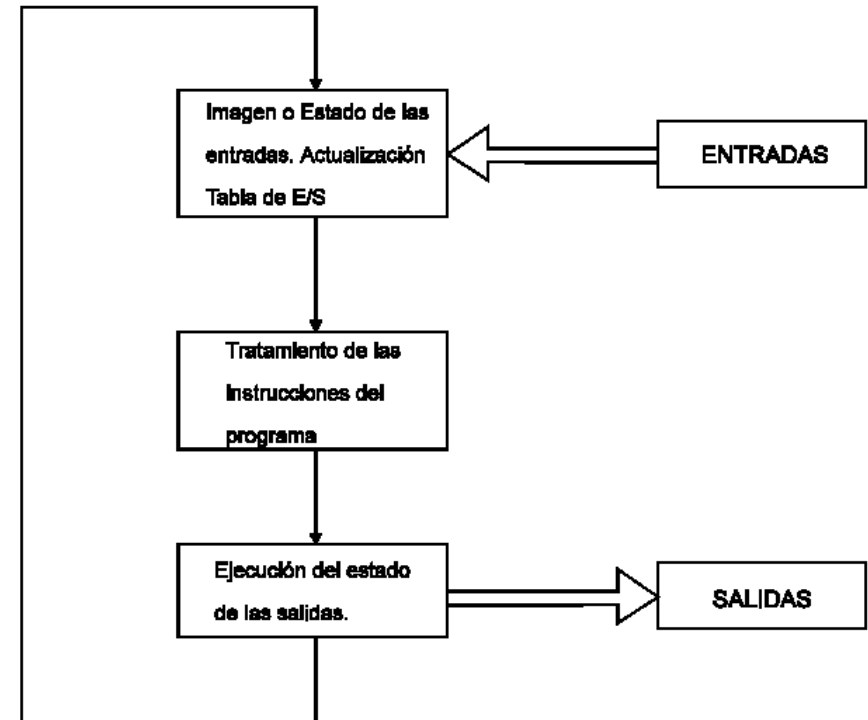 Imagen o Estado de las
entradas. Actualización
Tabla de E/S
ENTRADAS
Tratamiento de las
Instrucciones del
programa
Ejecución del estado
de las salidas.
SALIDAS